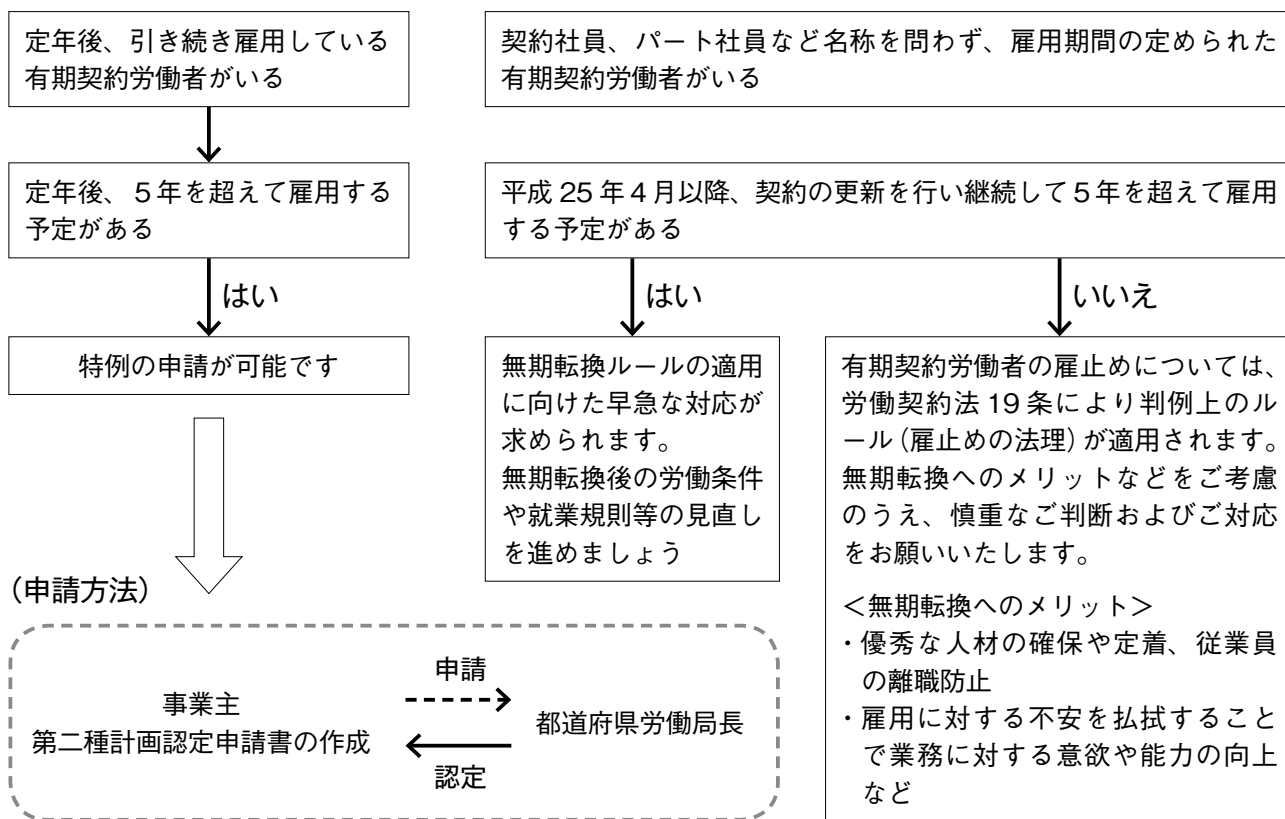 定年後、引き続き雇用している
有期契約労働者がいる
定年後、5年を超えて雇用する
予定がある
はい
特例の申請が可能です
(申請方法)
事業主
第二種計画認定申請書の作成
申請
認定
都道府県労働局長
契約社員、パート社員など名称を問わず、雇用期間の定められた
有期契約労働者がいる
平成25年4月以降、契約の更新を行い継続して5年を超えて雇用
する予定がある
はい
無期転換ルールの適用
に向けた早急な対応が
求められます。
無期転換後の労働条件
や就業規則等の見直し
を進めましょう
いいえ
有期契約労働者の雇止めについては、
労働契約法19条により判例上のル
ール(雇止めの法理)が適用されます。
無期転換へのメリットなどをご考慮
のうえ、慎重なご判断およびご対応
をお願いいたします。
<無期転換へのメリット>
・優秀な人材の確保や定着、従業員
の離職防止
・雇用に対する不安を払拭すること
で業務に対する意欲や能力の向上
など